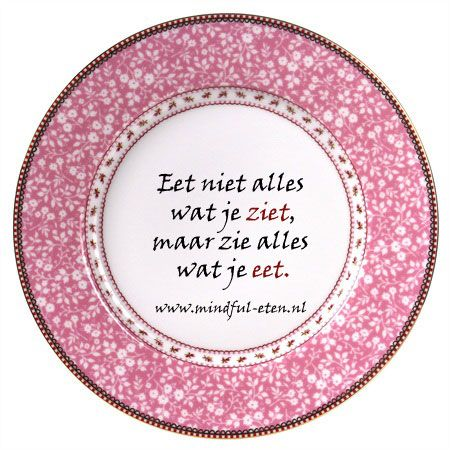 Eet niet alles
wat je ziet,
maar zie alles
wat je eet.
www.mindful-eten.nl